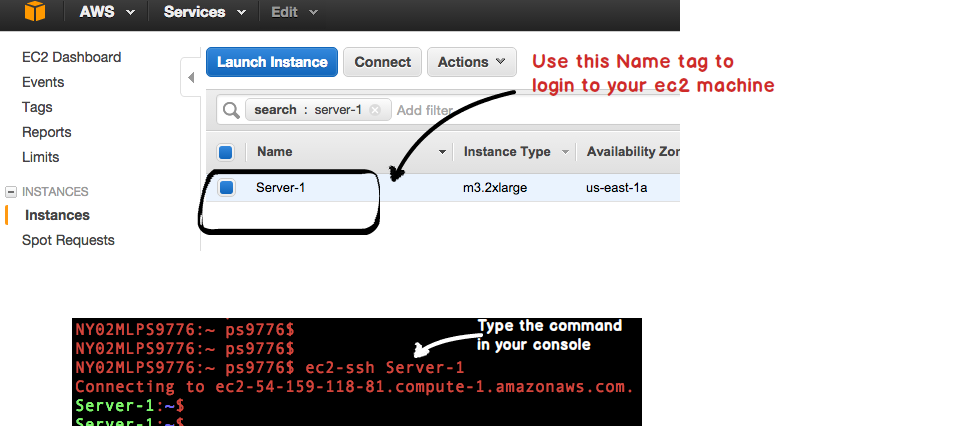 AWS Services Edit
EC2 Dashboard
Events
Tags
Reports
Limits
INSTANCES
Instances
Spot Requests
Launch Instance Connect Actions
search : server-1 Add filter
Name Instance Type Availability Zon
Server-1 m3.2xlarge us-east-1a
Use this Name tag to
login to your ec2 machine
NY02MLPS9776:~ ps9776$
NY02MLPS9776:~ ps9776$
NY02MLPS9776:~ ps9776$ ec2-ssh Server-1
Connecting to ec2-54-159-118-81.compute-1.amazonaws.com.
Server-1:~$
Server-1:~$
Type the command
in your console